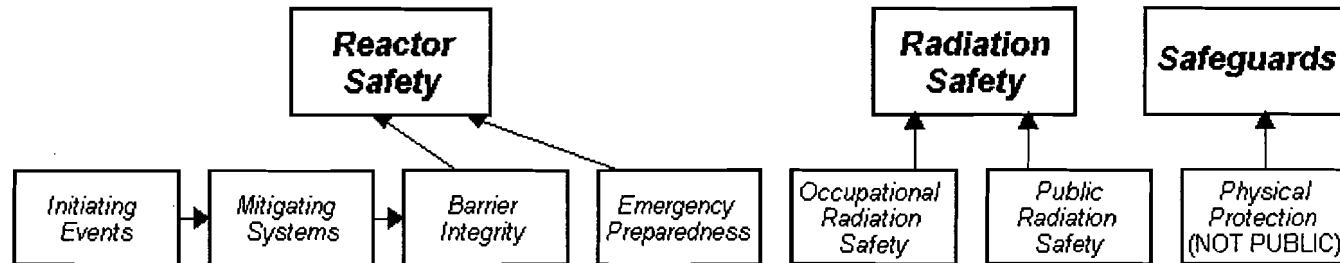 Reactor
Safety
Radiation
Safety
Safeguards
Initiating
Events
Mitigating
Systems
Barrier
Integrity
Emergency
Preparedness
Occupational
Radiation
Safety
Public
Radiation
Safety
Physical
Protection
(NOT PUBLIC)